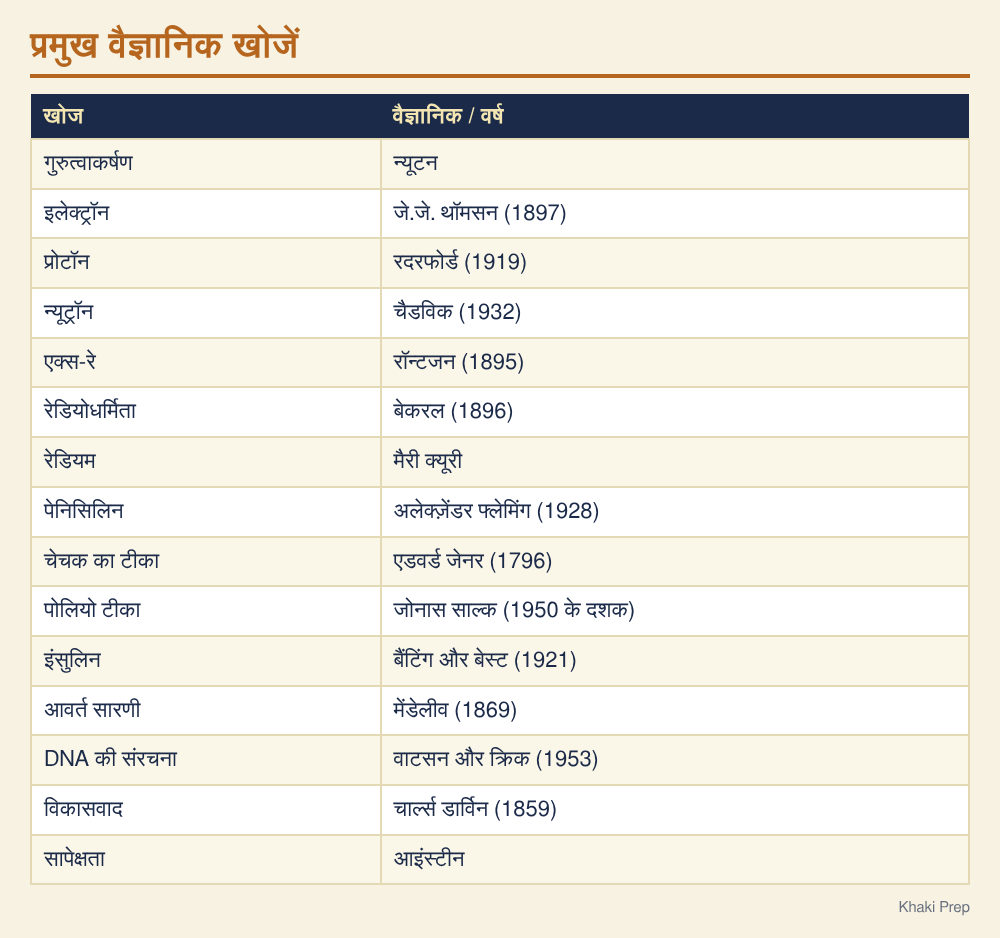 प्रमुख वैज्ञानिक खोजें
खोज वैज्ञानिक / वर्ष
गुरुत्वाकर्षण न्यूटन
इलेक्ट्रॉन जे.जे. थॉमसन (1897)
प्रोटॉन रदरफोर्ड (1919)
न्यूट्रॉन चैडविक (1932)
एक्स-रे रॉन्टजन (1895)
रेडियोधर्मिता बेकरल (1896)
रेडियम मैरी क्यूरी
पेनिसिलिन अलेक्ज़ेंडर फ्लेमिंग (1928)
चेचक का टीका एडवर्ड जेनर (1796)
पोलियो टीका जोनास साल्क (1950 के दशक)
इंसुलिन बैंटिंग और बेस्ट (1921)
आवर्त सारणी मेंडेलीव (1869)
DNA की संरचना वाटसन और क्रिक (1953)
विकासवाद चार्ल्स डार्विन (1859)
सापेक्षता आइंस्टीन
Khaki Prep